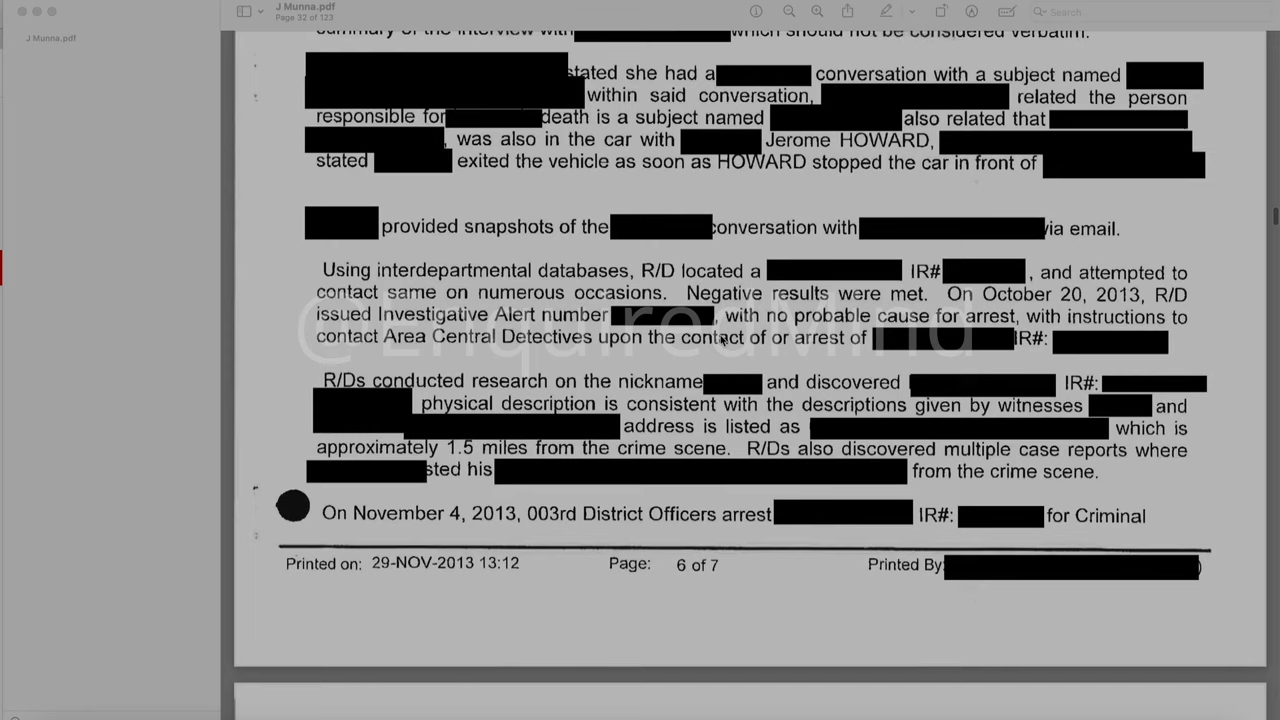 J Munna.pdf
Page 32 of 123
Search
J Munna.pdf
summary of the interview with which should not be considered verbatim.
stated she had a conversation with a subject named
within said conversation, related the person
responsible for death is a subject named also related that
, was also in the car with Jerome HOWARD,
stated exited the vehicle as soon as HOWARD stopped the car in front of
provided snapshots of the conversation with via email.
Using interdepartmental databases, R/D located a IR# , and attempted to
contact same on numerous occasions. Negative results were met. On October 20, 2013, R/D
issued Investigative Alert number , with no probable cause for arrest, with instructions to
contact Area Central Detectives upon the contact of or arrest of IR#:
@EnquiredMind
R/Ds conducted research on the nickname and discovered IR#:
physical description is consistent with the descriptions given by witnesses and
address is listed as which is
approximately 1.5 miles from the crime scene. R/Ds also discovered multiple case reports where
sted his from the crime scene.
On November 4, 2013, 003rd District Officers arrest IR#: for Criminal
Printed on: 29-NOV-2013 13:12 Page: 6 of 7 Printed By: )